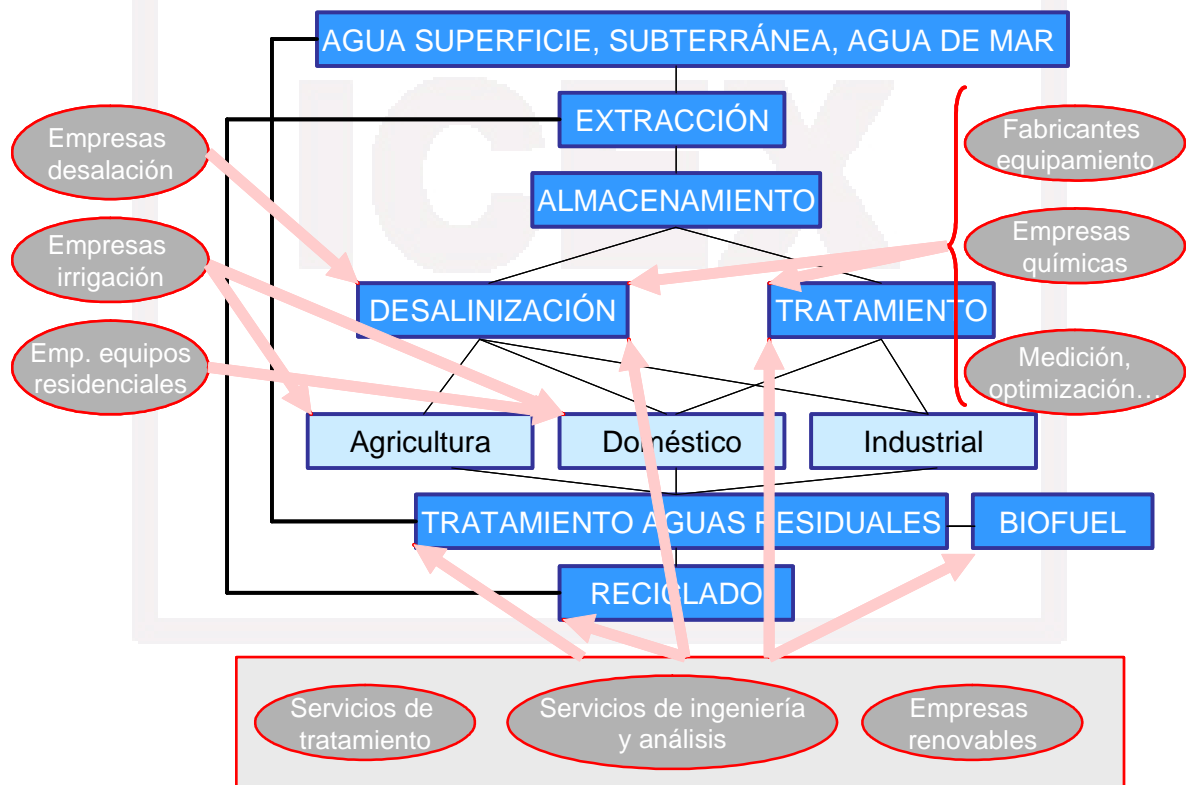 AGUA SUPERFICIE, SUBTERRÁNEA, AGUA DE MAR
ICEX
EXTRACCIÓN
Empresas
desalación
Fabricantes
equipamiento
ALMACENAMIENTO
Empresas
irrigación
Empresas
químicas
DESALINIZACIÓN
TRATAMIENTO
Emp. equipos
residenciales
Medición,
optimización…
Agricultura
Doméstico
Industrial
TRATAMIENTO AGUAS RESIDUALES
BIOFUEL
RECICLADO
Servicios de
tratamiento
Servicios de ingeniería
y análisis
Empresas
renovables